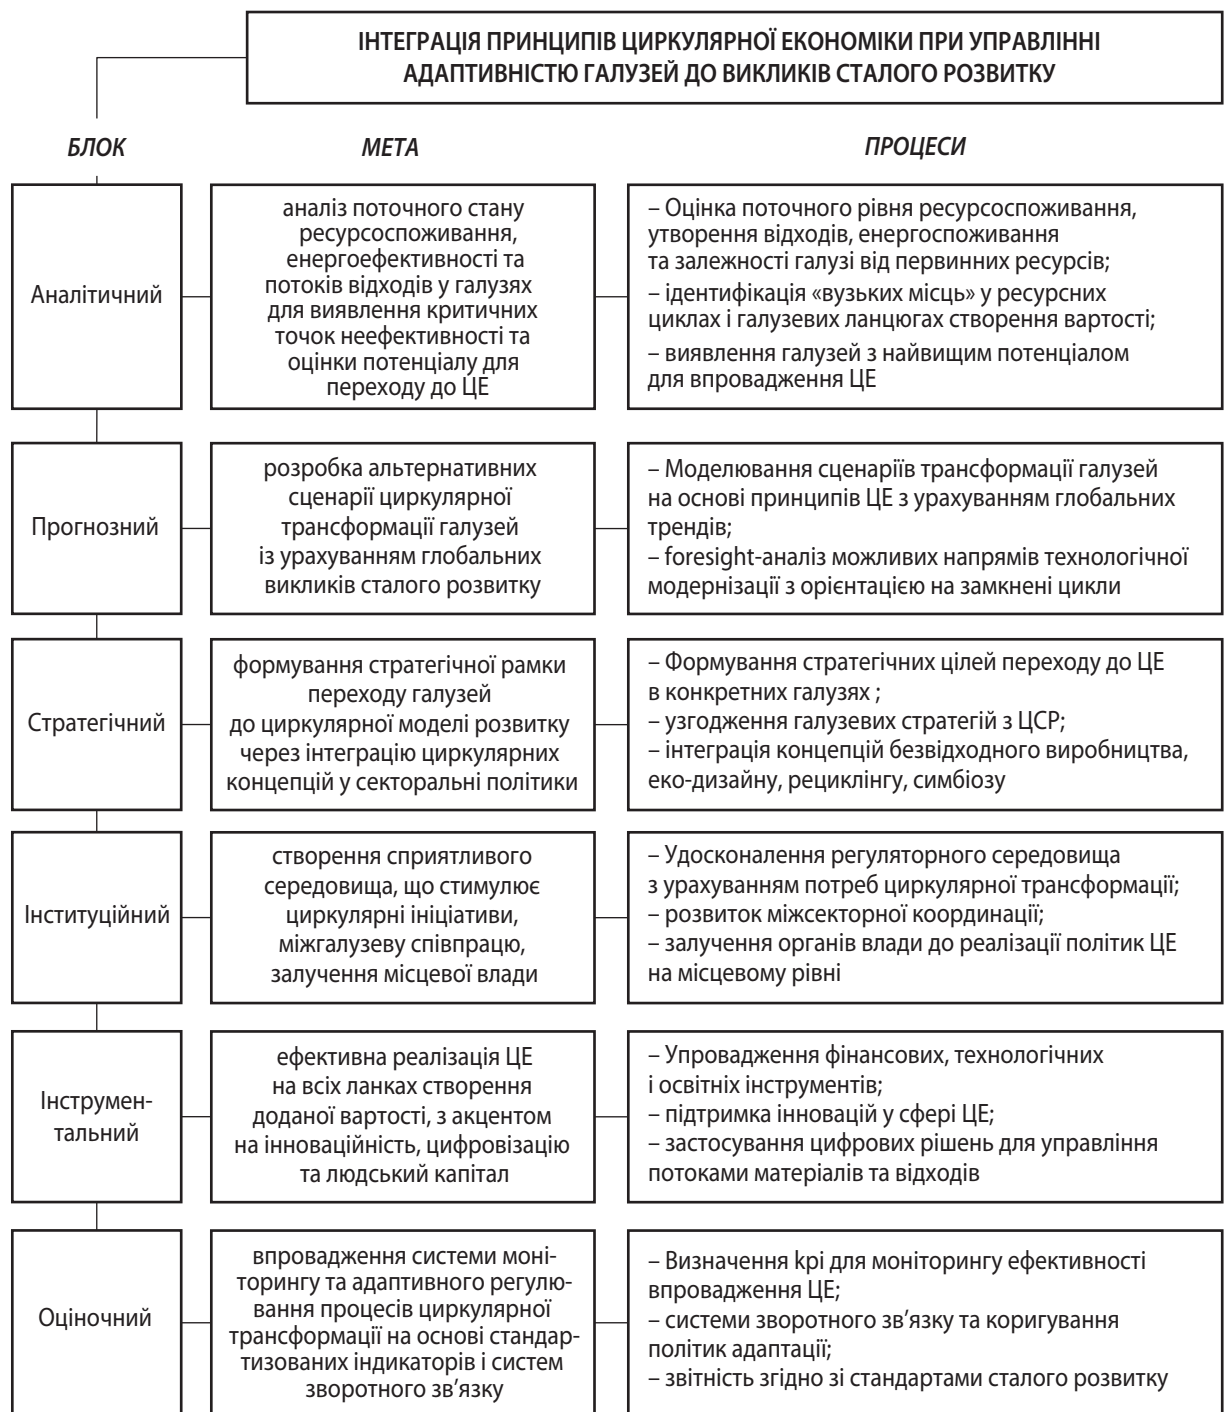 ІНТЕГРАЦІЯ ПРИНЦИПІВ ЦИРКУЛЯРНОЇ ЕКОНОМІКИ ПРИ УПРАВЛІННІ
АДАПТИВНІСТЮ ГАЛУЗЕЙ ДО ВИКЛИКІВ СТАЛОГО РОЗВИТКУ
БЛОК
МЕТА
ПРОЦЕСИ
Аналітичний
аналіз поточного стану
ресурсоспоживання,
енергоефективності та
потоків відходів у галузях
для виявлення критичних
точок неефективності та
оцінки потенціалу для
переходу до ЦЕ
– Оцінка поточного рівня ресурсоспоживання,
утворення відходів, енергоспоживання
та залежності галузі від первинних ресурсів;
– ідентифікація «вузьких місць» у ресурсних
циклах і галузевих ланцюгах створення вартості;
– виявлення галузей з найвищим потенціалом
для впровадження ЦЕ
Прогнозний
розробка альтернативних
сценарії циркулярної
трансформації галузей
із урахуванням глобальних
викликів сталого розвитку
– Моделювання сценаріїв трансформації галузей
на основі принципів ЦЕ з урахуванням глобальних
трендів;
– foresight-аналіз можливих напрямів технологічної
модернізації з орієнтацією на замкнені цикли
Стратегічний
формування стратегічної рамки
переходу галузей
до циркулярної моделі розвитку
через інтеграцію циркулярних
концепцій у секторальні політики
– Формування стратегічних цілей переходу до ЦЕ
в конкретних галузях ;
– узгодження галузевих стратегій з ЦСР;
– інтеграція концепцій безвідходного виробництва,
еко-дизайну, рециклінгу, симбіозу
Інституційний
створення сприятливого
середовища, що стимулює
циркулярні ініціативи,
міжгалузеву співпрацю,
залучення місцевої влади
– Удосконалення регуляторного середовища
з урахуванням потреб циркулярної трансформації;
– розвиток міжсекторної координації;
– залучення органів влади до реалізації політик ЦЕ
на місцевому рівні
Інструмен-
тальний
ефективна реалізація ЦЕ
на всіх ланках створення
доданої вартості, з акцентом
на інноваційність, цифровізацію
та людський капітал
– Упровадження фінансових, технологічних
і освітніх інструментів;
– підтримка інновацій у сфері ЦЕ;
– застосування цифрових рішень для управління
потоками матеріалів та відходів
Оціночний
впровадження системи моні-
торингу та адаптивного регулю-
вання процесів циркулярної
трансформації на основі стандар-
тизованих індикаторів і систем
зворотного зв’язку
– Визначення kpi для моніторингу ефективності
впровадження ЦЕ;
– системи зворотного зв’язку та коригування
політик адаптації;
– звітність згідно зі стандартами сталого розвитку